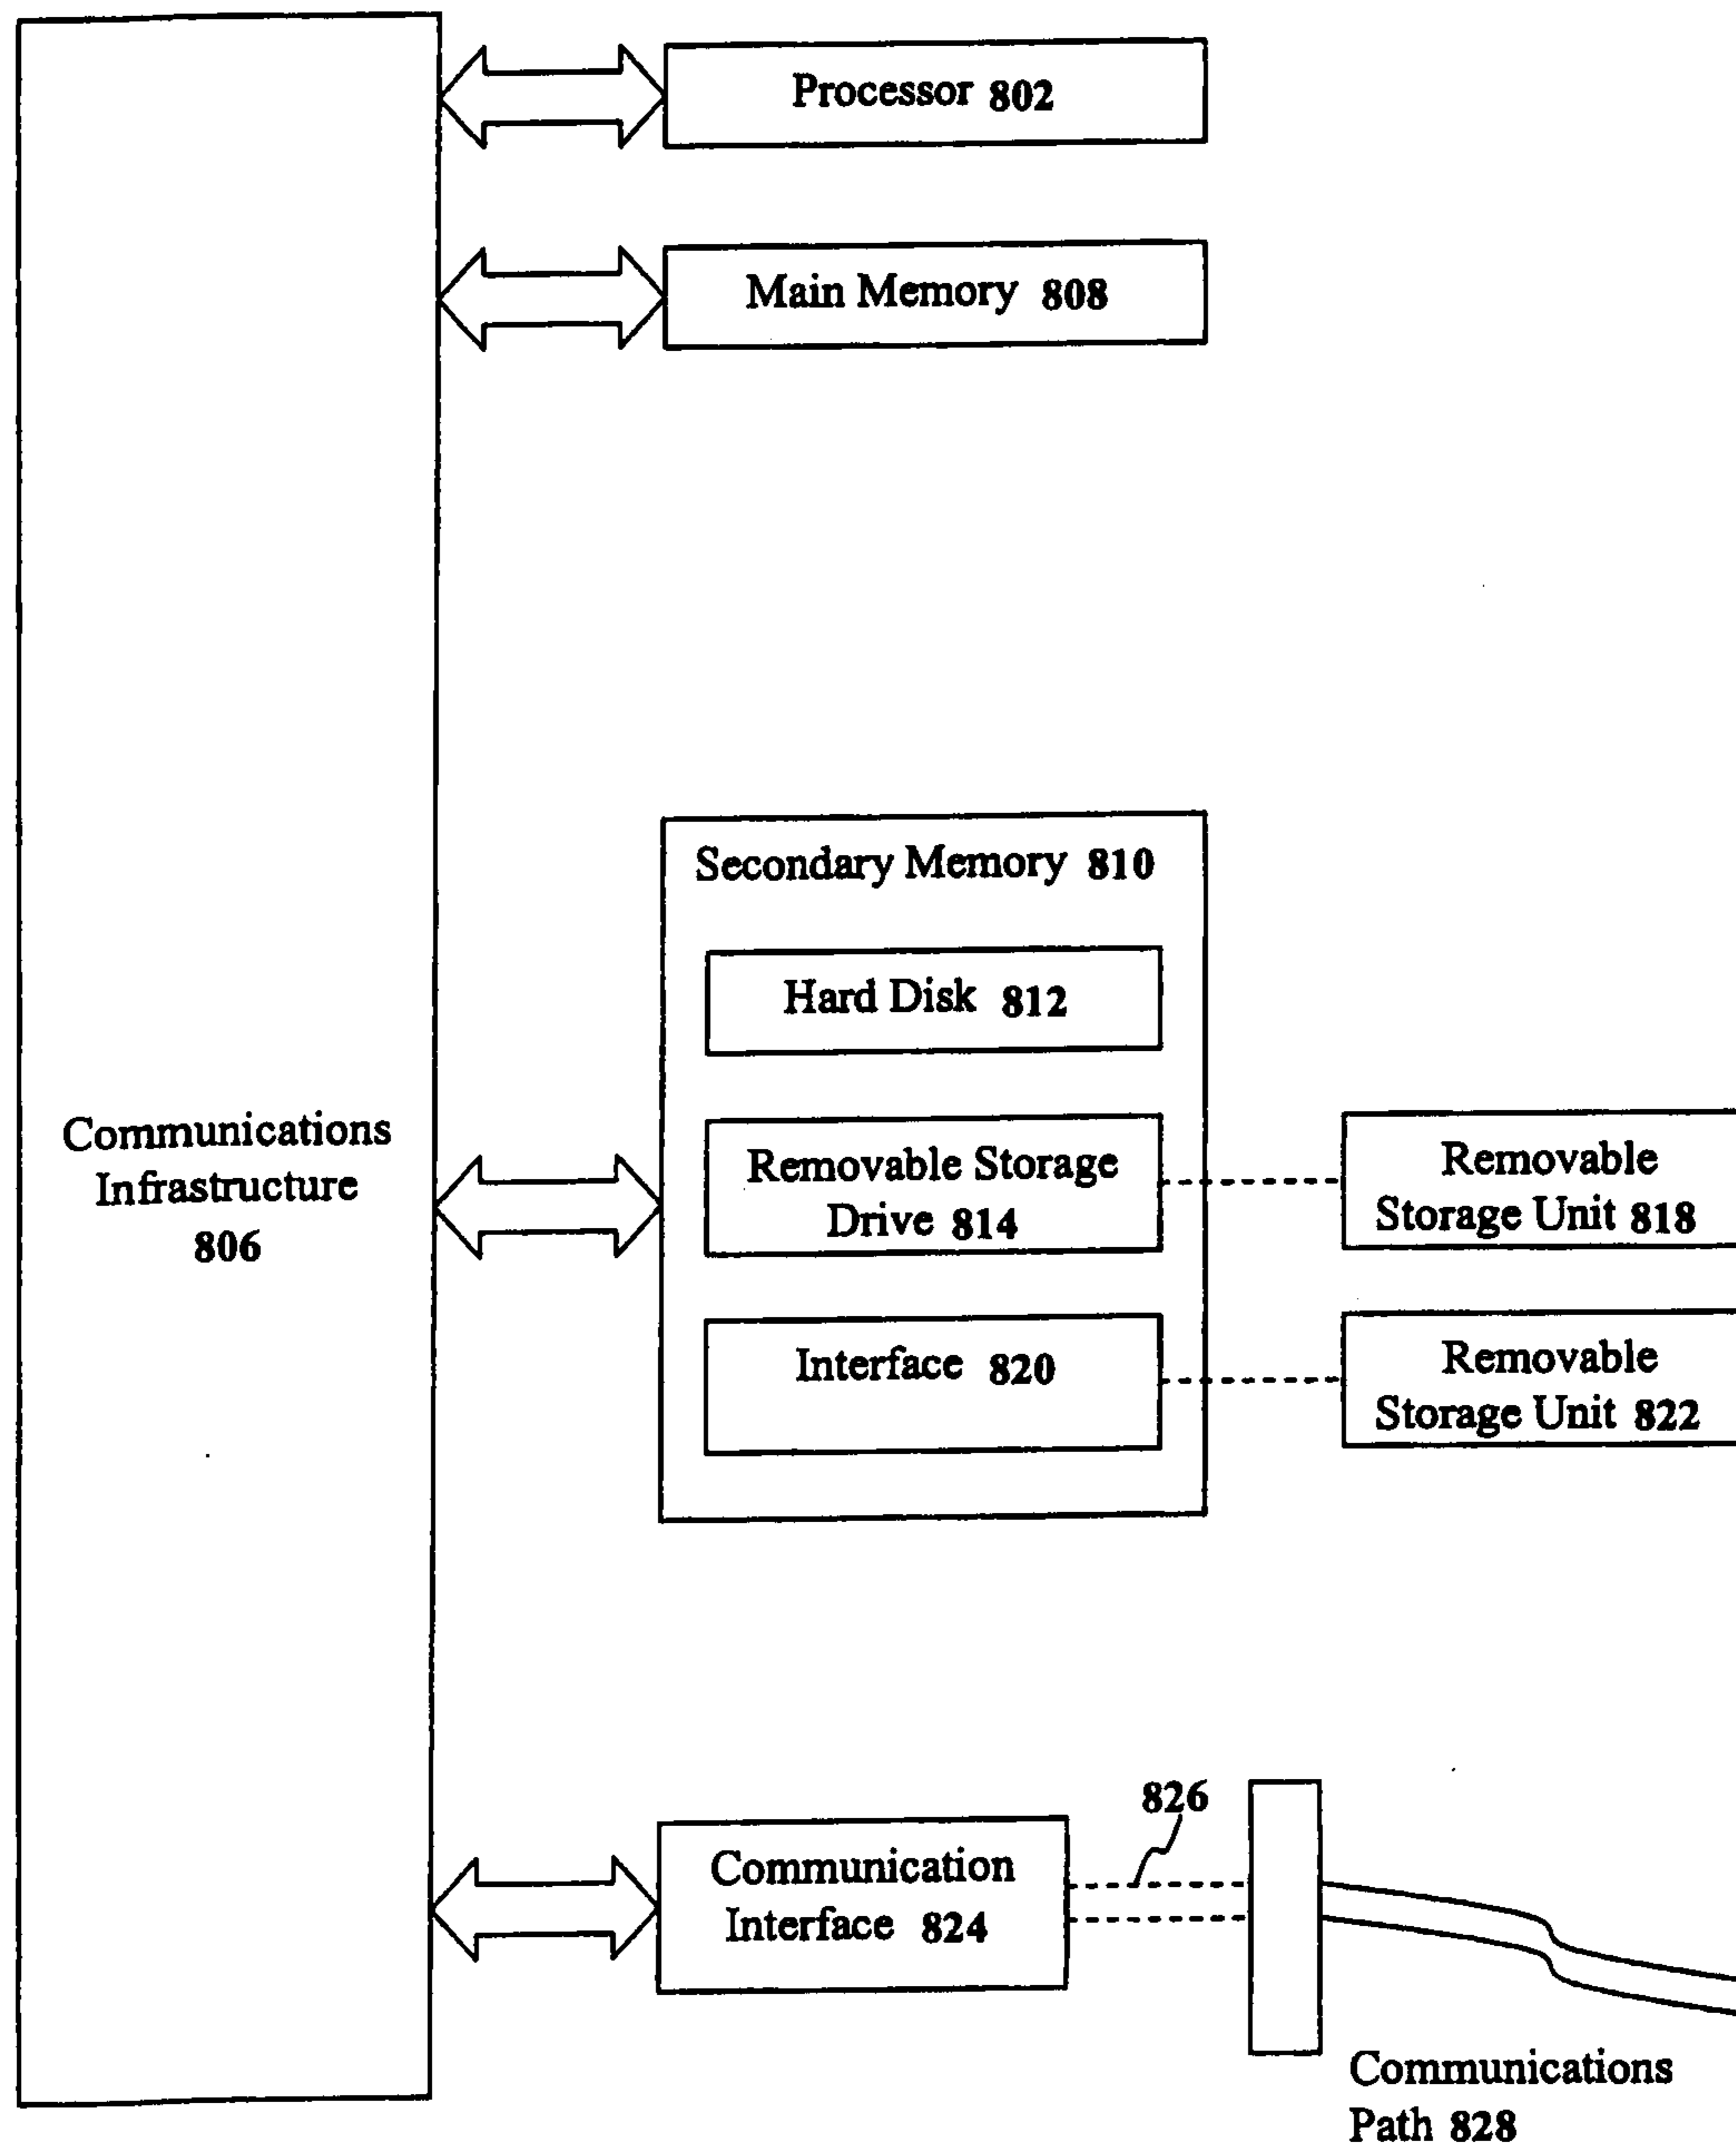 Processor 802
Main Memory 808
Secondary Memory 810
Hard Disk 812
Communications
Infrastructure
806
Removable Storage
Drive 814
Removable
Storage Unit 818
Interface 820
Removable
Storage Unit 822
826
Communication
Interface 824
Communications
Path 828